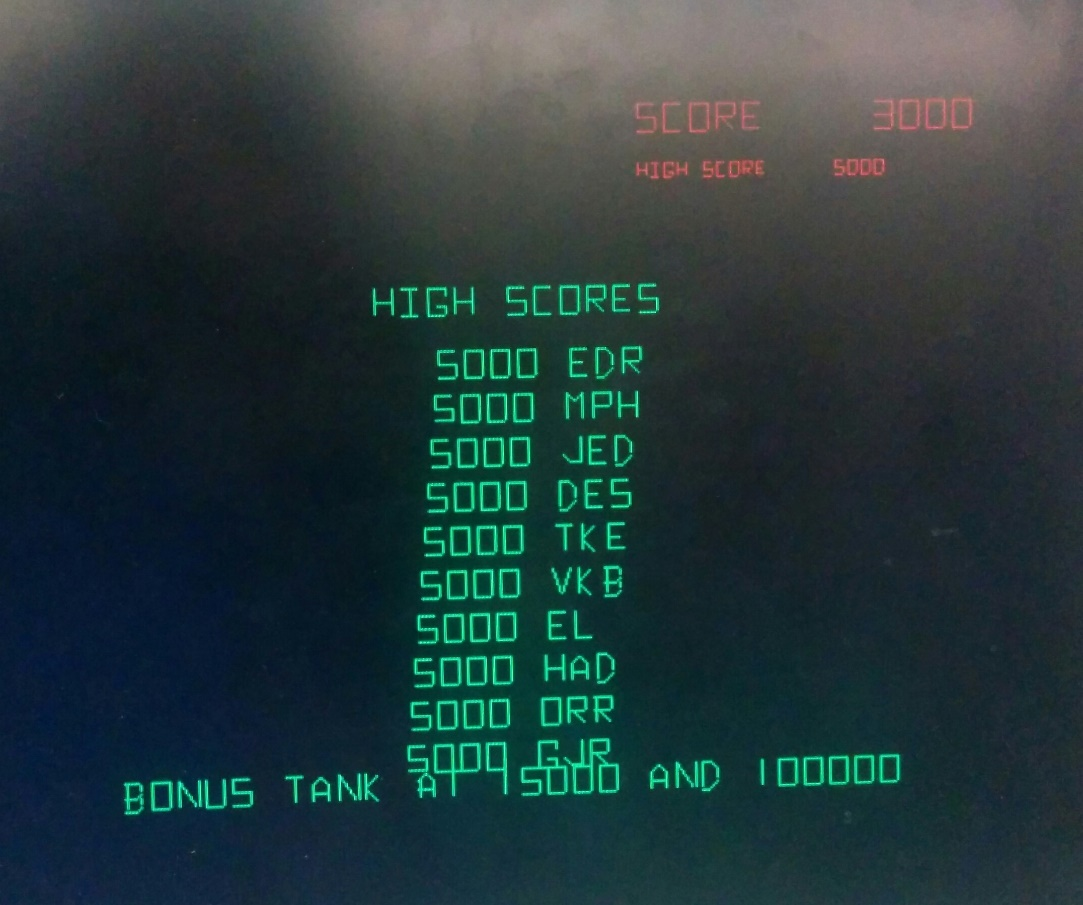 SCORE 3000
HIGH SCORE 5000
HIGH SCORES
5000 EDR
5000 MPH
5000 JED
5000 DES
5000 TKE
5000 VKB
5000 EL
5000 HAD
5000 ORR
5000 GJR
BONUS TANK AT 15000 AND 100000